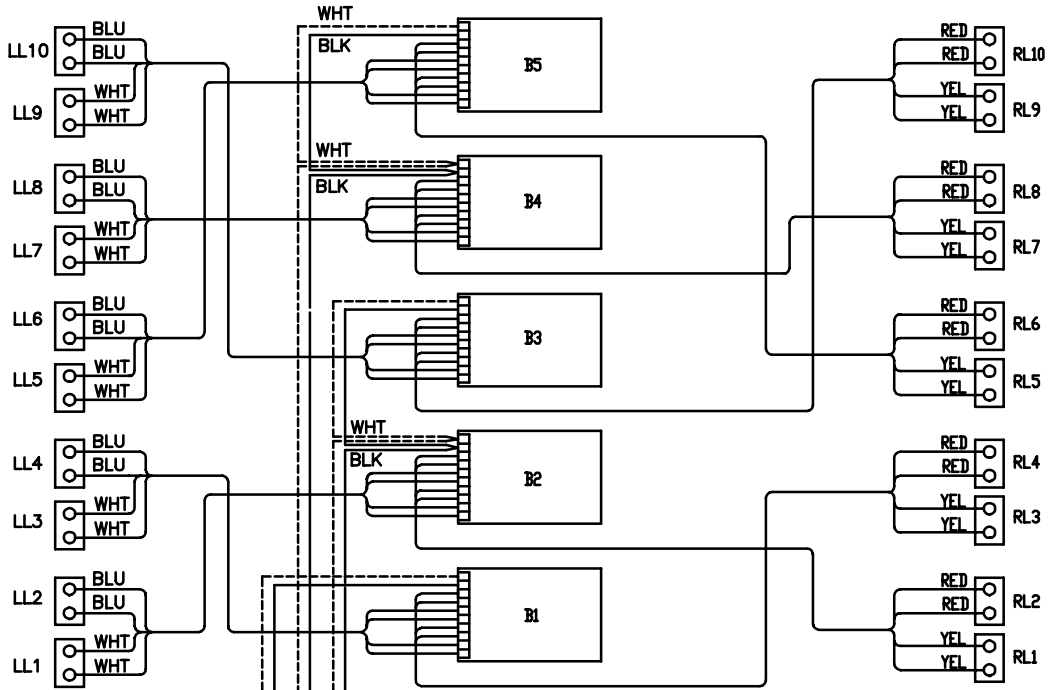 WHT
BLU
RED
LL10
BLK
RL10
BLU
B5
RED
WHT
YEL
LL9
RL9
WHT
YEL
WHT
BLU
RED
LL8
BLK
RL8
BLU
B4
RED
WHT
YEL
LL7
RL7
WHT
YEL
BLU
RED
LL6
RL6
BLU
B3
RED
WHT
YEL
LL5
RL5
WHT
YEL
WHT
BLU
RED
LL4
BLK
RL4
BLU
B2
RED
WHT
YEL
LL3
RL3
WHT
YEL
BLU
RED
LL2
RL2
BLU
B1
RED
WHT
YEL
LL1
RL1
WHT
YEL